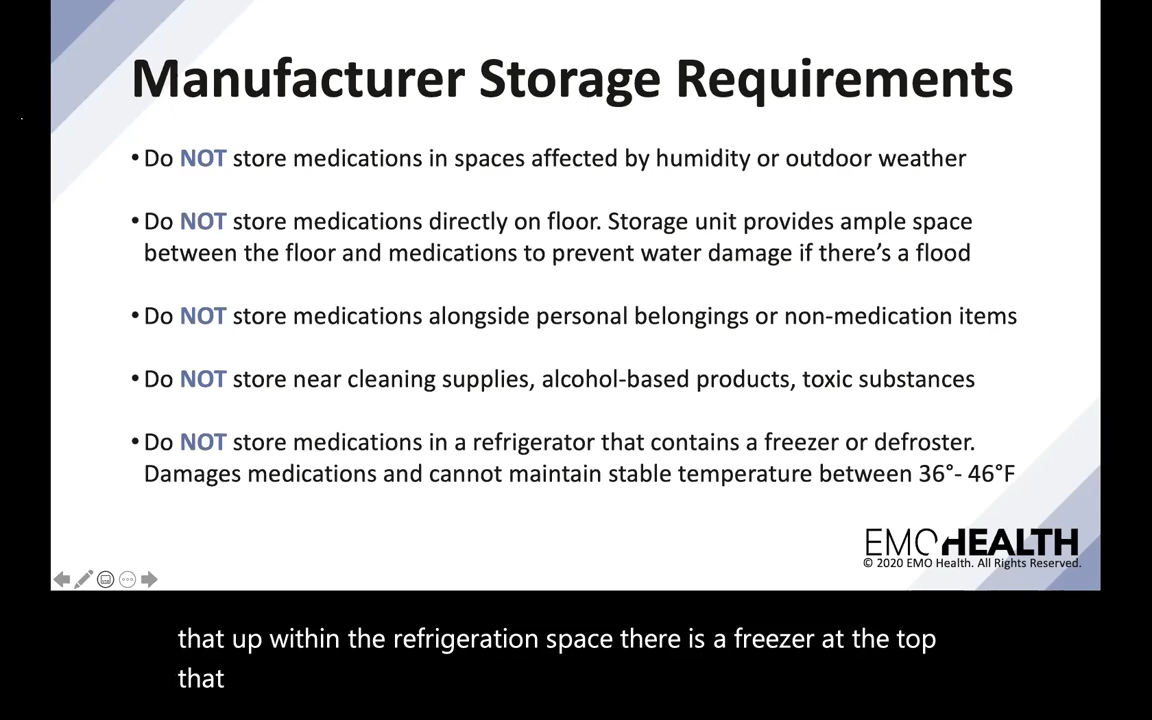 Manufacturer Storage Requirements
• Do NOT store medications in spaces affected by humidity or outdoor weather
• Do NOT store medications directly on floor. Storage unit provides ample space
between the floor and medications to prevent water damage if there’s a flood
• Do NOT store medications alongside personal belongings or non-medication items
• Do NOT store near cleaning supplies, alcohol-based products, toxic substances
• Do NOT store medications in a refrigerator that contains a freezer or defroster.
Damages medications and cannot maintain stable temperature between 36°- 46°F
EMOHEALTH
© 2020 EMO Health. All Rights Reserved.
that up within the refrigeration space there is a freezer at the top
that